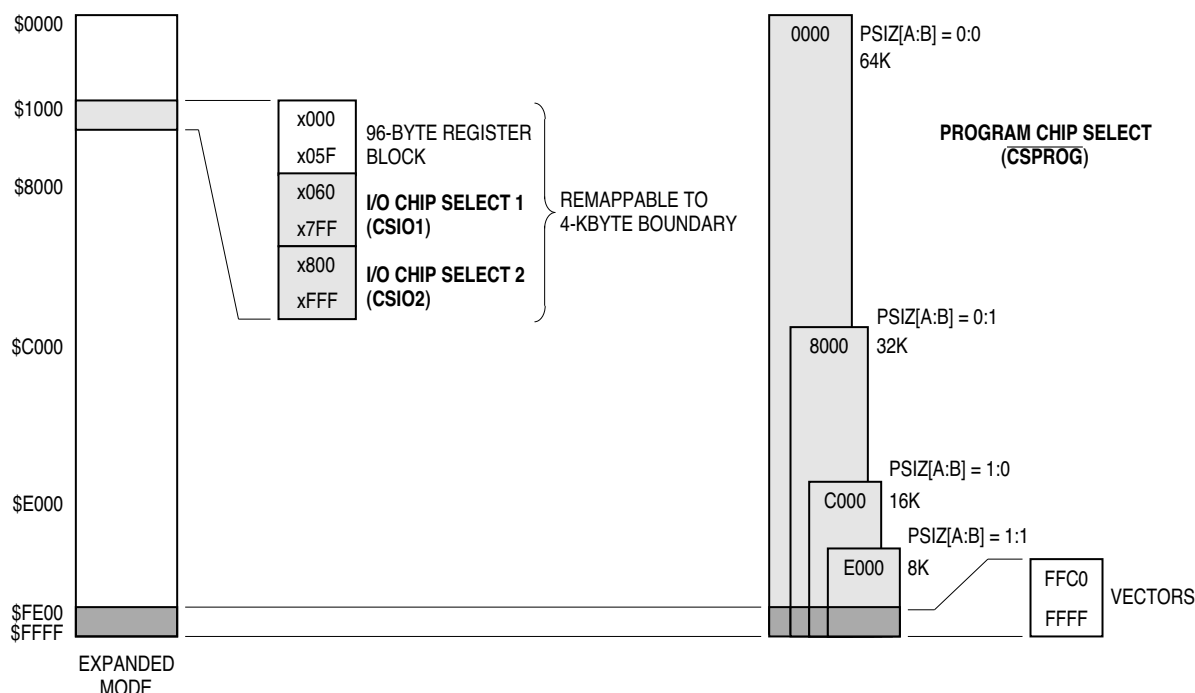 $0000
$1000
$8000
$C000
$E000
$FE00
$FFFF
EXPANDED
MODE
x000
x05F
96-BYTE REGISTER
BLOCK
x060
x7FF
I/O CHIP SELECT 1
(CSIO1)
x800
xFFF
I/O CHIP SELECT 2
(CSIO2)
REMAPPABLE TO
4-KBYTE BOUNDARY
0000
PSIZ[A:B] = 0:0
64K
PROGRAM CHIP SELECT
(CSPROG)
8000
PSIZ[A:B] = 0:1
32K
C000
PSIZ[A:B] = 1:0
16K
E000
PSIZ[A:B] = 1:1
8K
FFC0
FFFF
VECTORS